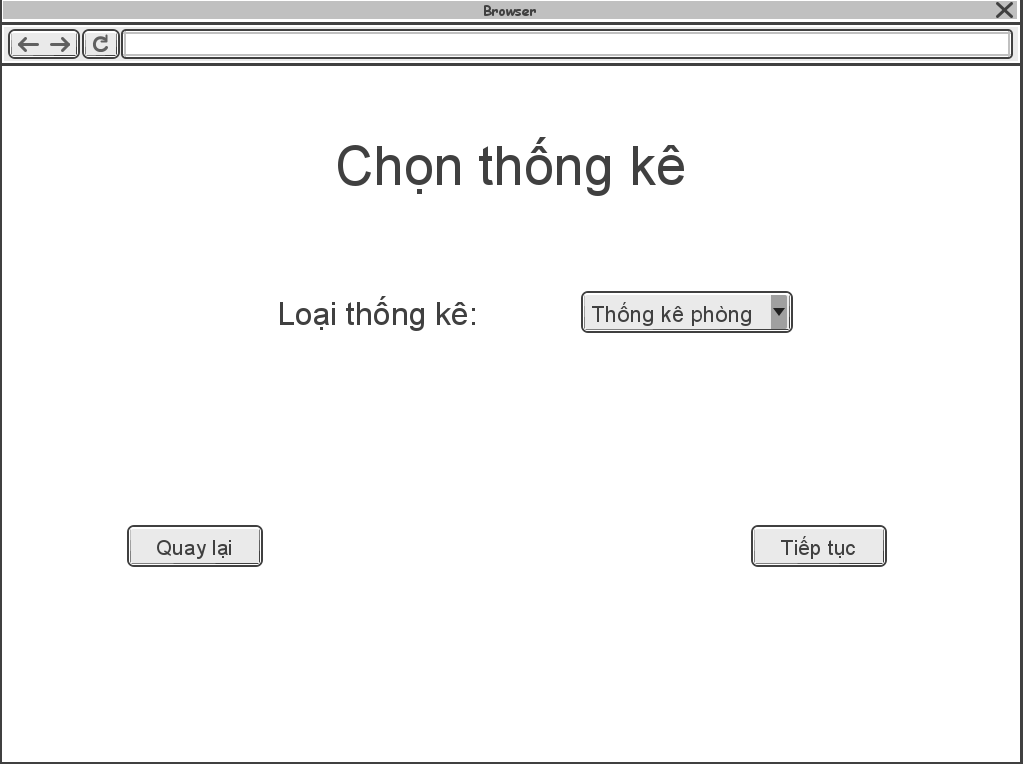 Browser
Chọn thống kê
Loại thống kê:
Thống kê phòng
Quay lại
Tiếp tục